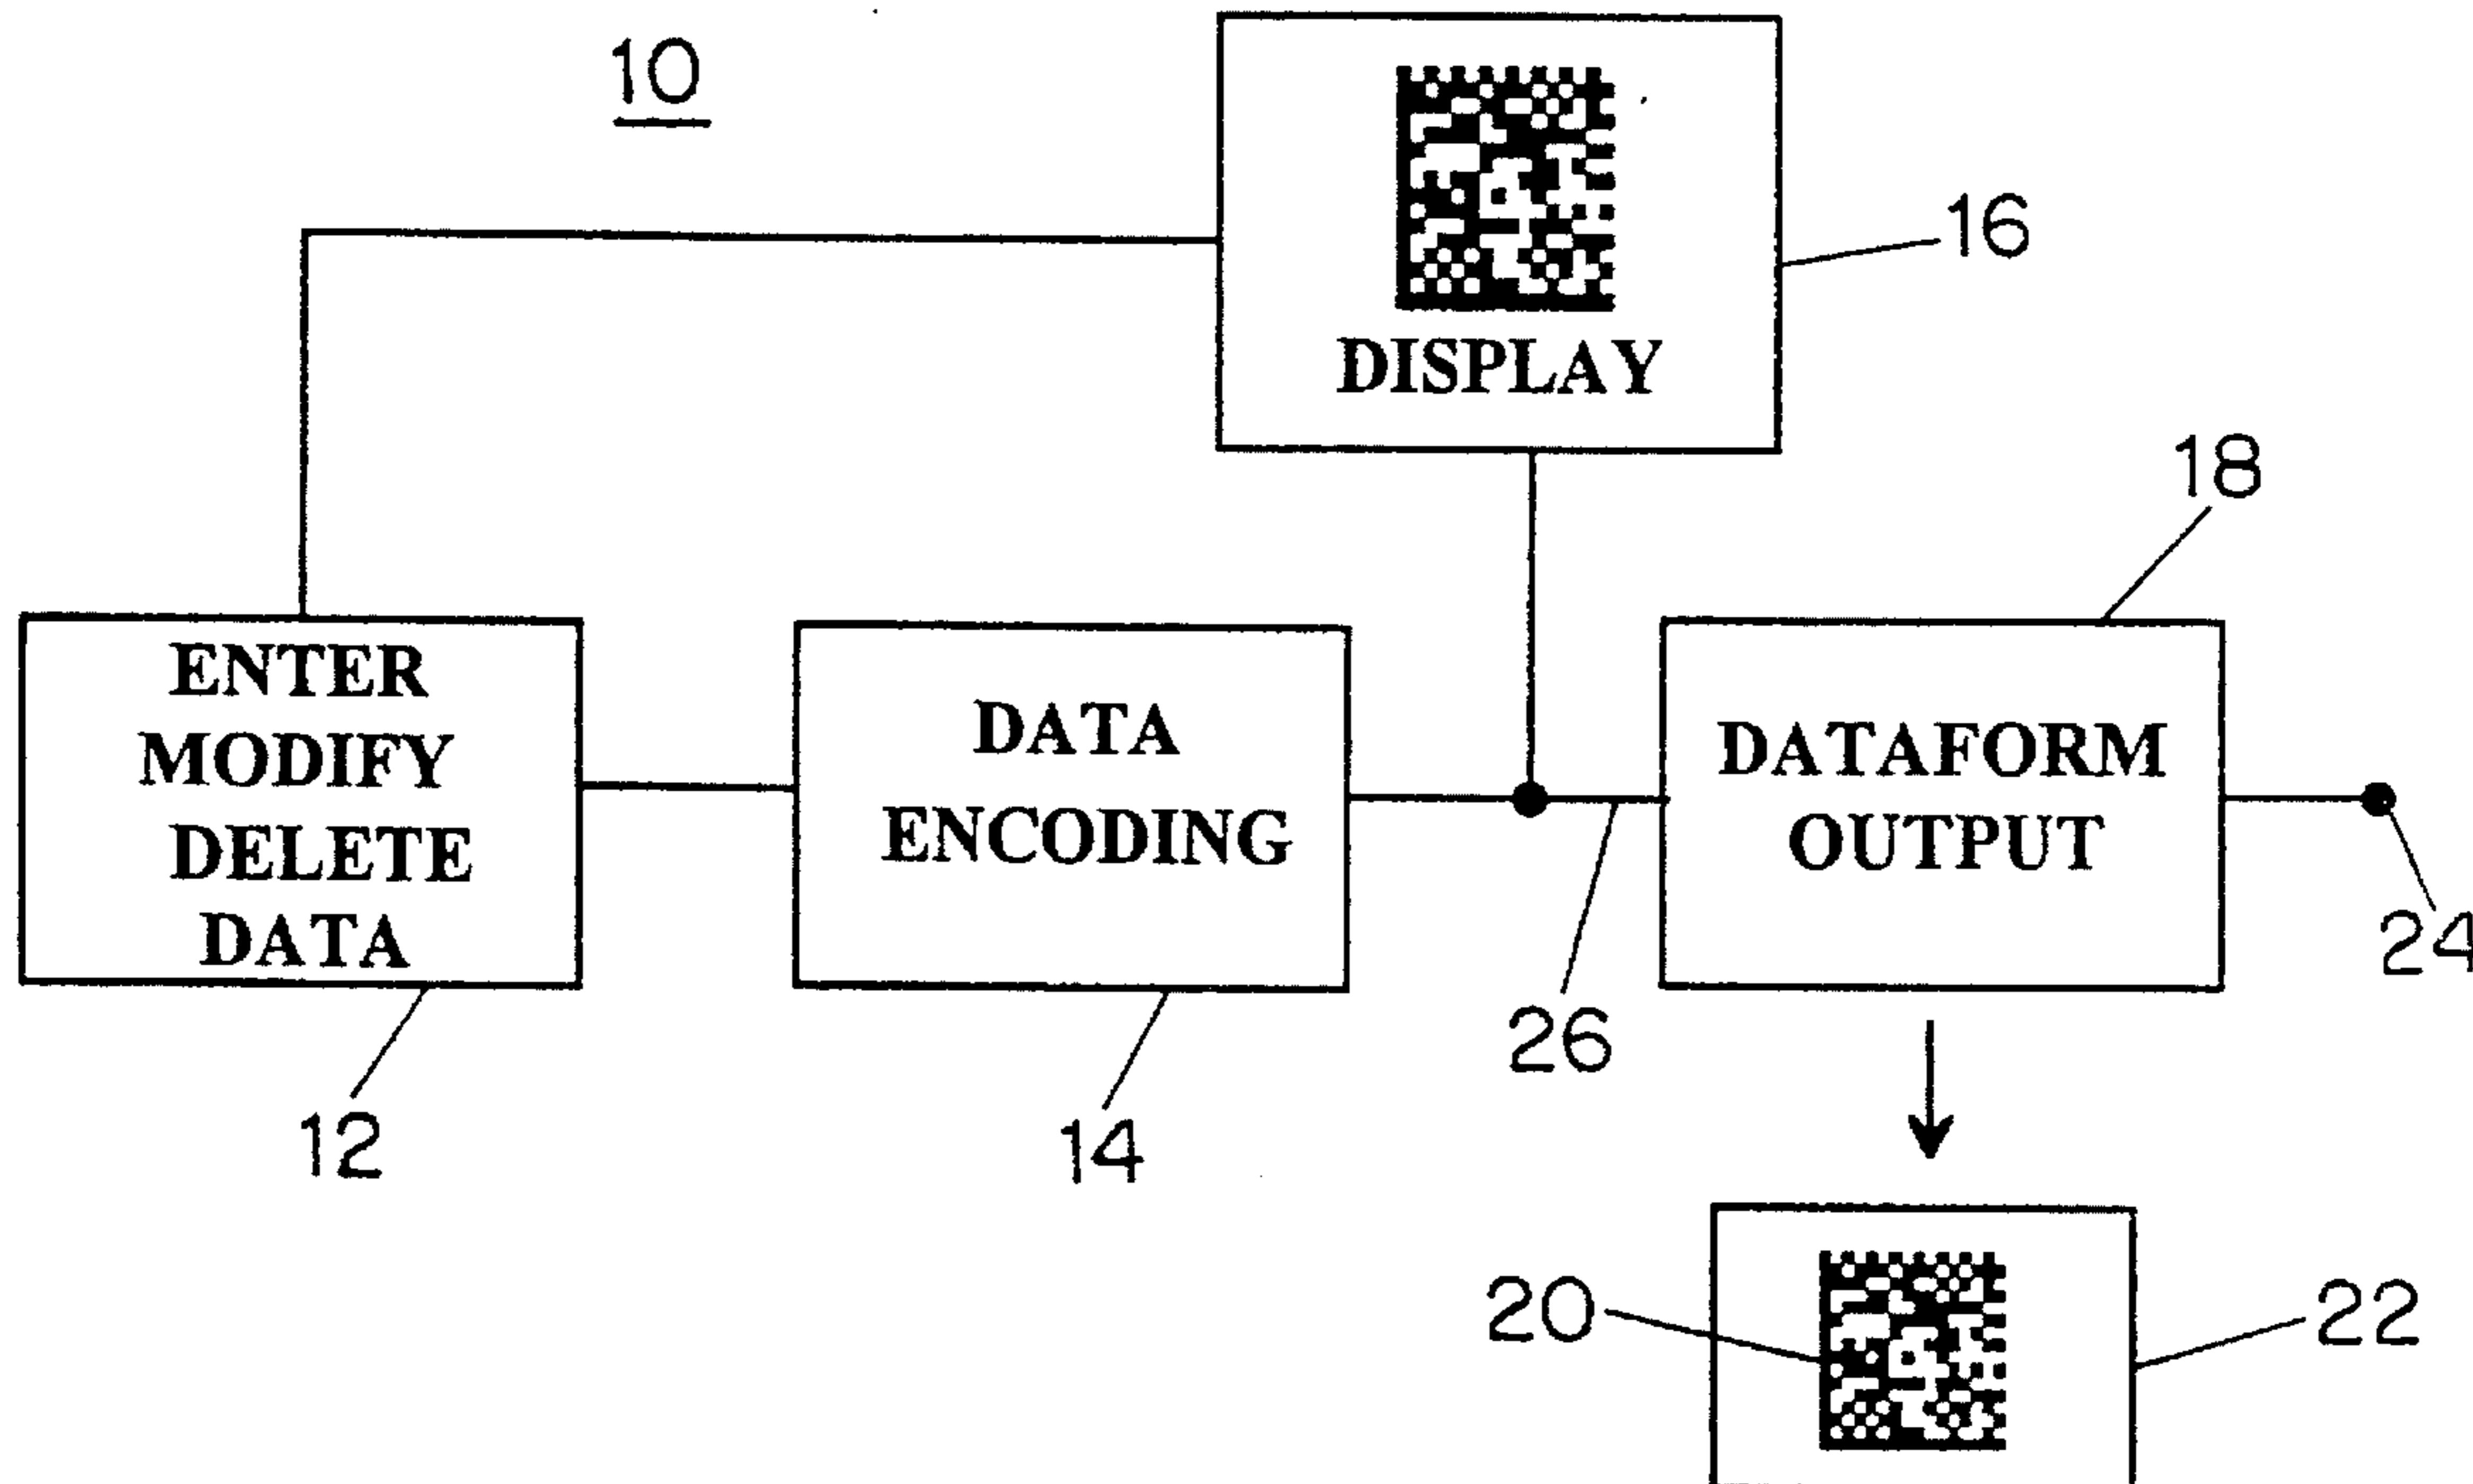 10
DISPLAY
16
18
ENTER
MODIFY
DELETE
DATA
DATA
ENCODING
DATAFORM
OUTPUT
24
26
12
14
20
22